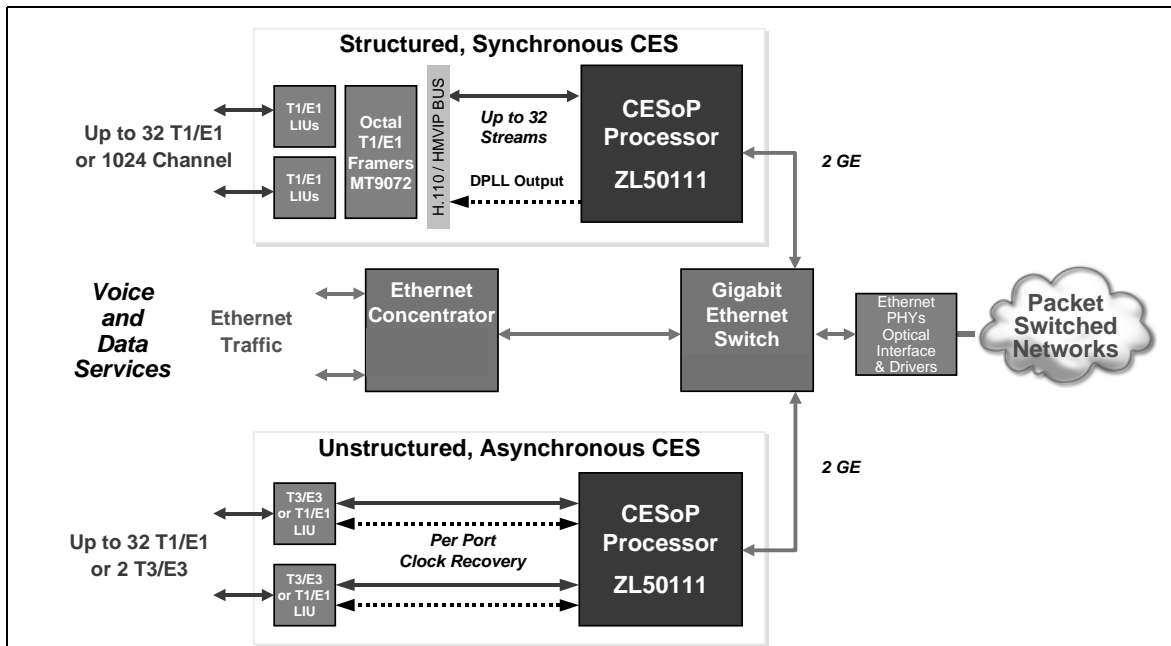 Structured, Synchronous CES
Up to 32 T1/E1
or 1024 Channel
T1/E1
LIUs
T1/E1
LIUs
Octal
T1/E1
Framers
MT9072
H.110 / HMVIP BUS
Up to 32
Streams
DPLL Output
CESoP
Processor
ZL50111
2 GE
Voice
and
Data
Services
Ethernet
Traffic
Ethernet
Concentrator
Gigabit
Ethernet
Switch
Ethernet
PHYs
Optical
Interface
& Drivers
Packet
Switched
Networks
Unstructured, Asynchronous CES
2 GE
Up to 32 T1/E1
or 2 T3/E3
T3/E3
or T1/E1
LIU
T3/E3
or T1/E1
LIU
Per Port
Clock Recovery
CESoP
Processor
ZL50111